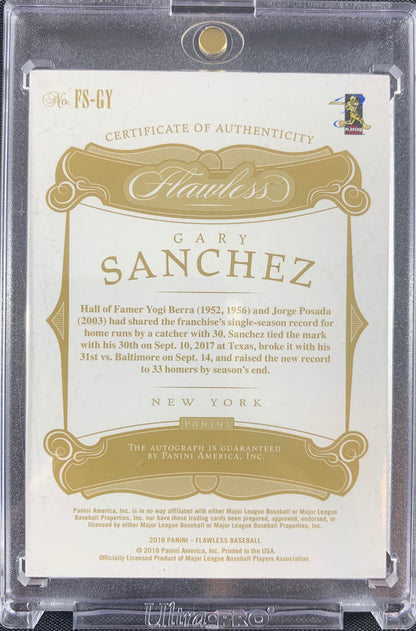 No. FS-GY
PLAYERS
CERTIFICATE OF AUTHENTICITY
Flawless
GARY
SANCHEZ
Hall of Famer Yogi Berra (1952, 1956) and Jorge Posada
(2003) had shared the franchise's single-season record for
home runs by a catcher with 30. Sanchez tied the mark
with his 30th on Sept. 10, 2017 at Texas, broke it with his
31st vs. Baltimore on Sept. 14, and raised the new record
to 33 homers by season's end.
NEW YORK
PANINI
THE AUTOGRAPH IS GUARANTEED
BY PANINI AMERICA, INC.
Panini America, Inc. is in no way affiliated with either Major League Baseball or Major League
Baseball Properties, Inc. nor have these trading cards been prepared, approved, endorsed, or
licensed by either Major League Baseball or Major League Baseball Properties, Inc.
2018 PANINI – FLAWLESS BASEBALL
© 2018 Panini America, Inc. Printed in the USA.
Officially Licensed Product of Major League Baseball Players Association
Ultra PRO